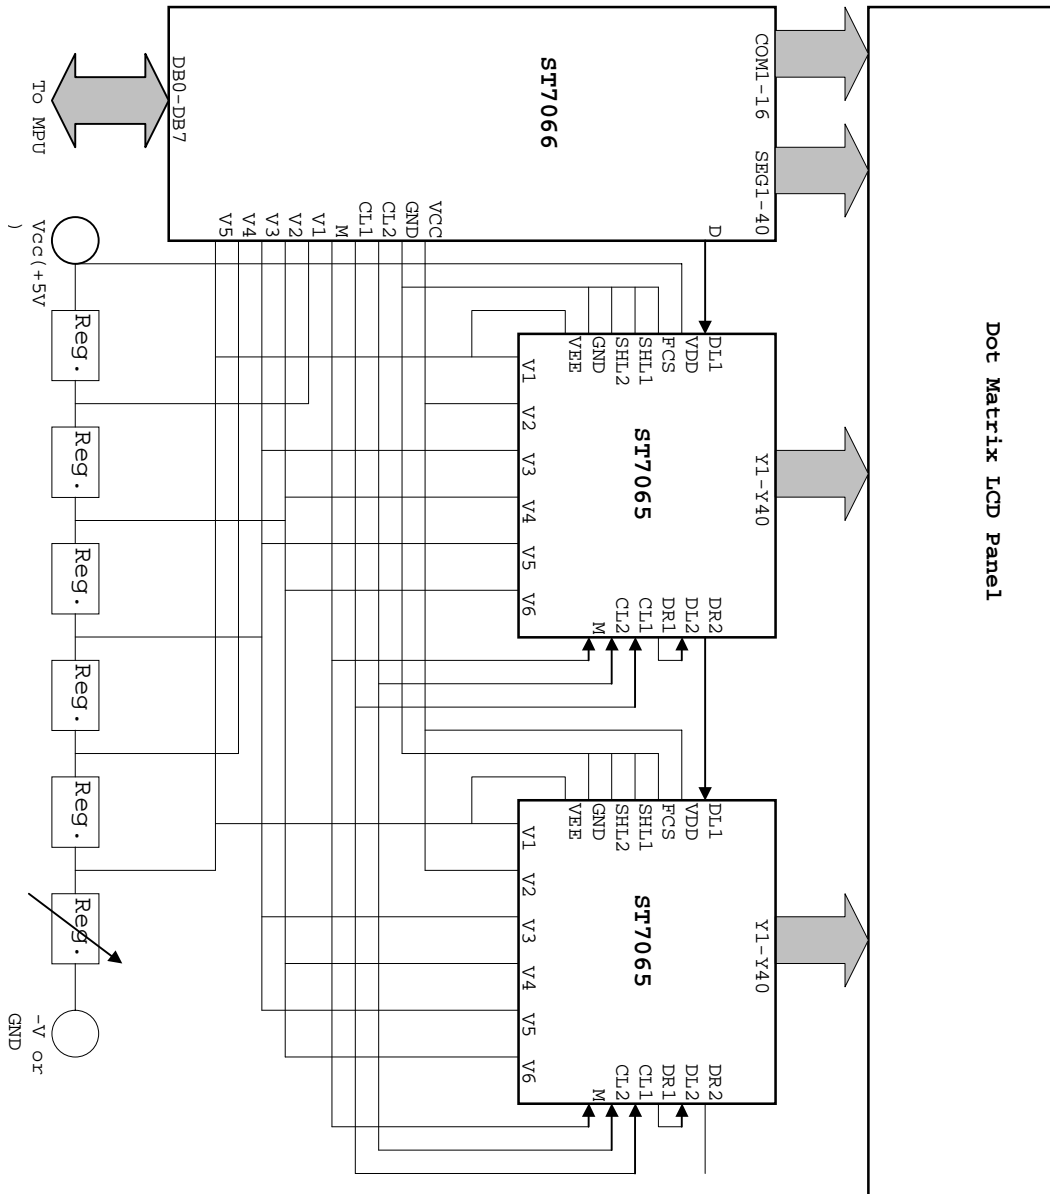 Dot Matrix LCD Panel
COM1-16
SEG1-40
Y1-Y40
Y1-Y40
ST7066
D
DB0-DB7
To MPU
VCC
GND
CL2
CL1
M
V1
V2
V3
V4
V5
DL1
VDD
FCS
SHL1
SHL2
GND
VEE
ST7065
V1
V2
V3
V4
V5
V6
DR2
DL2
DR1
CL1
CL2
M
DL1
VDD
FCS
SHL1
SHL2
GND
VEE
ST7065
V1
V2
V3
V4
V5
V6
DR2
DL2
DR1
CL1
CL2
M
Vcc(+5V
)
Reg.
Reg.
Reg.
Reg.
Reg.
Reg.
-V or
GND